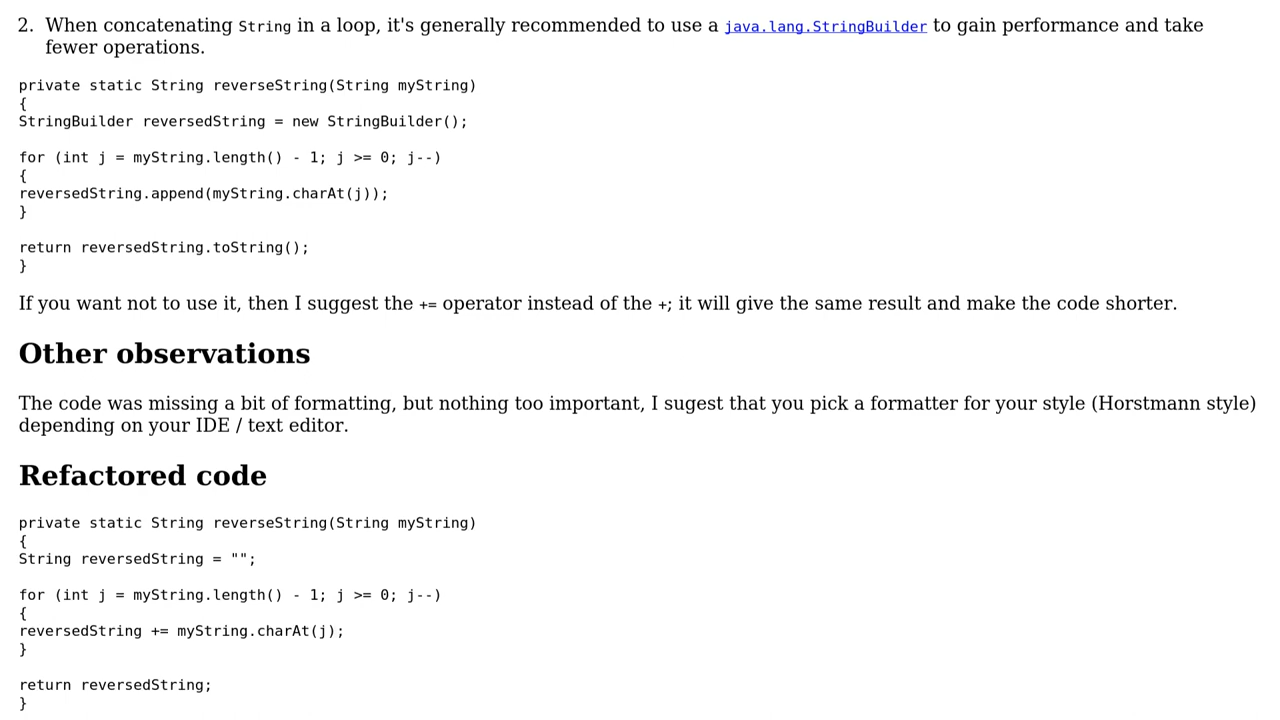 2. When concatenating String in a loop, it's generally recommended to use a java.lang.StringBuilder to gain performance and take
fewer operations.
private static String reverseString(String myString)
{
StringBuilder reversedString = new StringBuilder();
for (int j = myString.length() - 1; j >= 0; j--)
{
reversedString.append(myString.charAt(j));
}
return reversedString.toString();
}
If you want not to use it, then I suggest the += operator instead of the +; it will give the same result and make the code shorter.
Other observations
The code was missing a bit of formatting, but nothing too important, I sugest that you pick a formatter for your style (Horstmann style)
depending on your IDE / text editor.
Refactored code
private static String reverseString(String myString)
{
String reversedString = "";
for (int j = myString.length() - 1; j >= 0; j--)
{
reversedString += myString.charAt(j);
}
return reversedString;
}